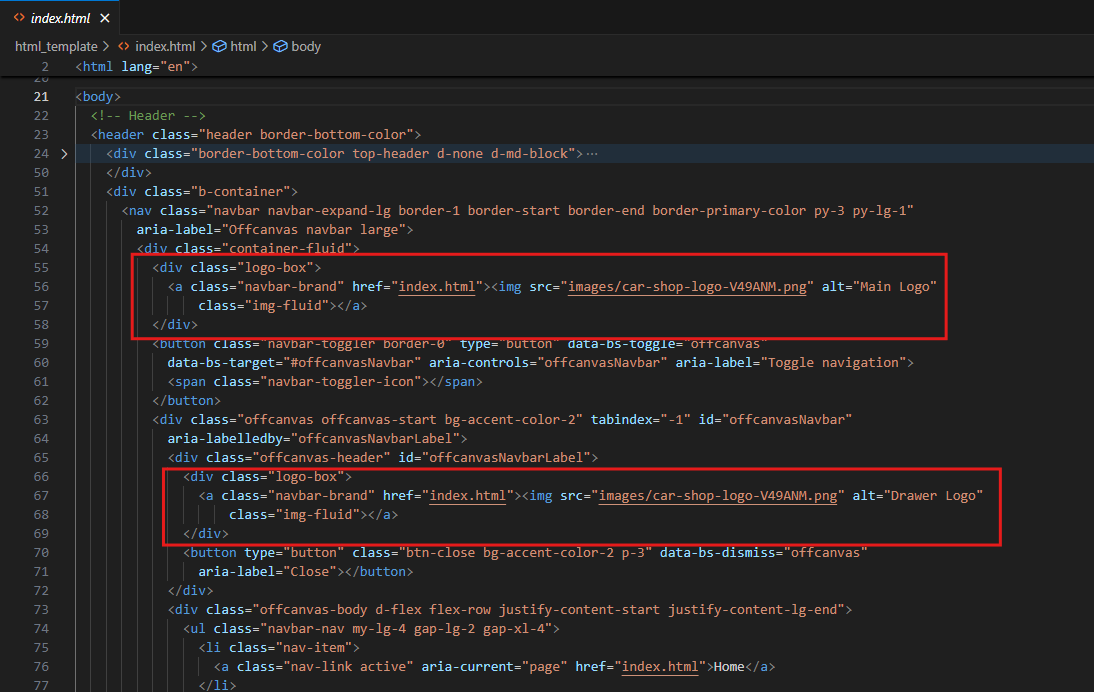 <> index.html ×
html_template > <> index.html > html > body
2 <html lang="en">
20
21 <body>
22 <!-- Header -->
23 <header class="header border-bottom-color">
24 > <div class="border-bottom-color top-header d-none d-md-block">⋯
50 </div>
51 <div class="b-container">
52 <nav class="navbar navbar-expand-lg border-1 border-start border-end border-primary-color py-3 py-lg-1"
53 aria-label="Offcanvas navbar large">
54 <div class="container-fluid">
55 <div class="logo-box">
56 <a class="navbar-brand" href="index.html"><img src="images/car-shop-logo-V49ANM.png" alt="Main Logo"
57 class="img-fluid"></a>
58 </div>
59 <button class="navbar-toggler border-0" type="button" data-bs-toggle="offcanvas"
60 data-bs-target="#offcanvasNavbar" aria-controls="offcanvasNavbar" aria-label="Toggle navigation">
61 <span class="navbar-toggler-icon"></span>
62 </button>
63 <div class="offcanvas offcanvas-start bg-accent-color-2" tabindex="-1" id="offcanvasNavbar"
64 aria-labelledby="offcanvasNavbarLabel">
65 <div class="offcanvas-header" id="offcanvasNavbarLabel">
66 <div class="logo-box">
67 <a class="navbar-brand" href="index.html"><img src="images/car-shop-logo-V49ANM.png" alt="Drawer Logo"
68 class="img-fluid"></a>
69 </div>
70 <button type="button" class="btn-close bg-accent-color-2 p-3" data-bs-dismiss="offcanvas"
71 aria-label="Close"></button>
72 </div>
73 <div class="offcanvas-body d-flex flex-row justify-content-start justify-content-lg-end">
74 <ul class="navbar-nav my-lg-4 gap-lg-2 gap-xl-4">
75 <li class="nav-item">
76 <a class="nav-link active" aria-current="page" href="index.html">Home</a>
77 </li>